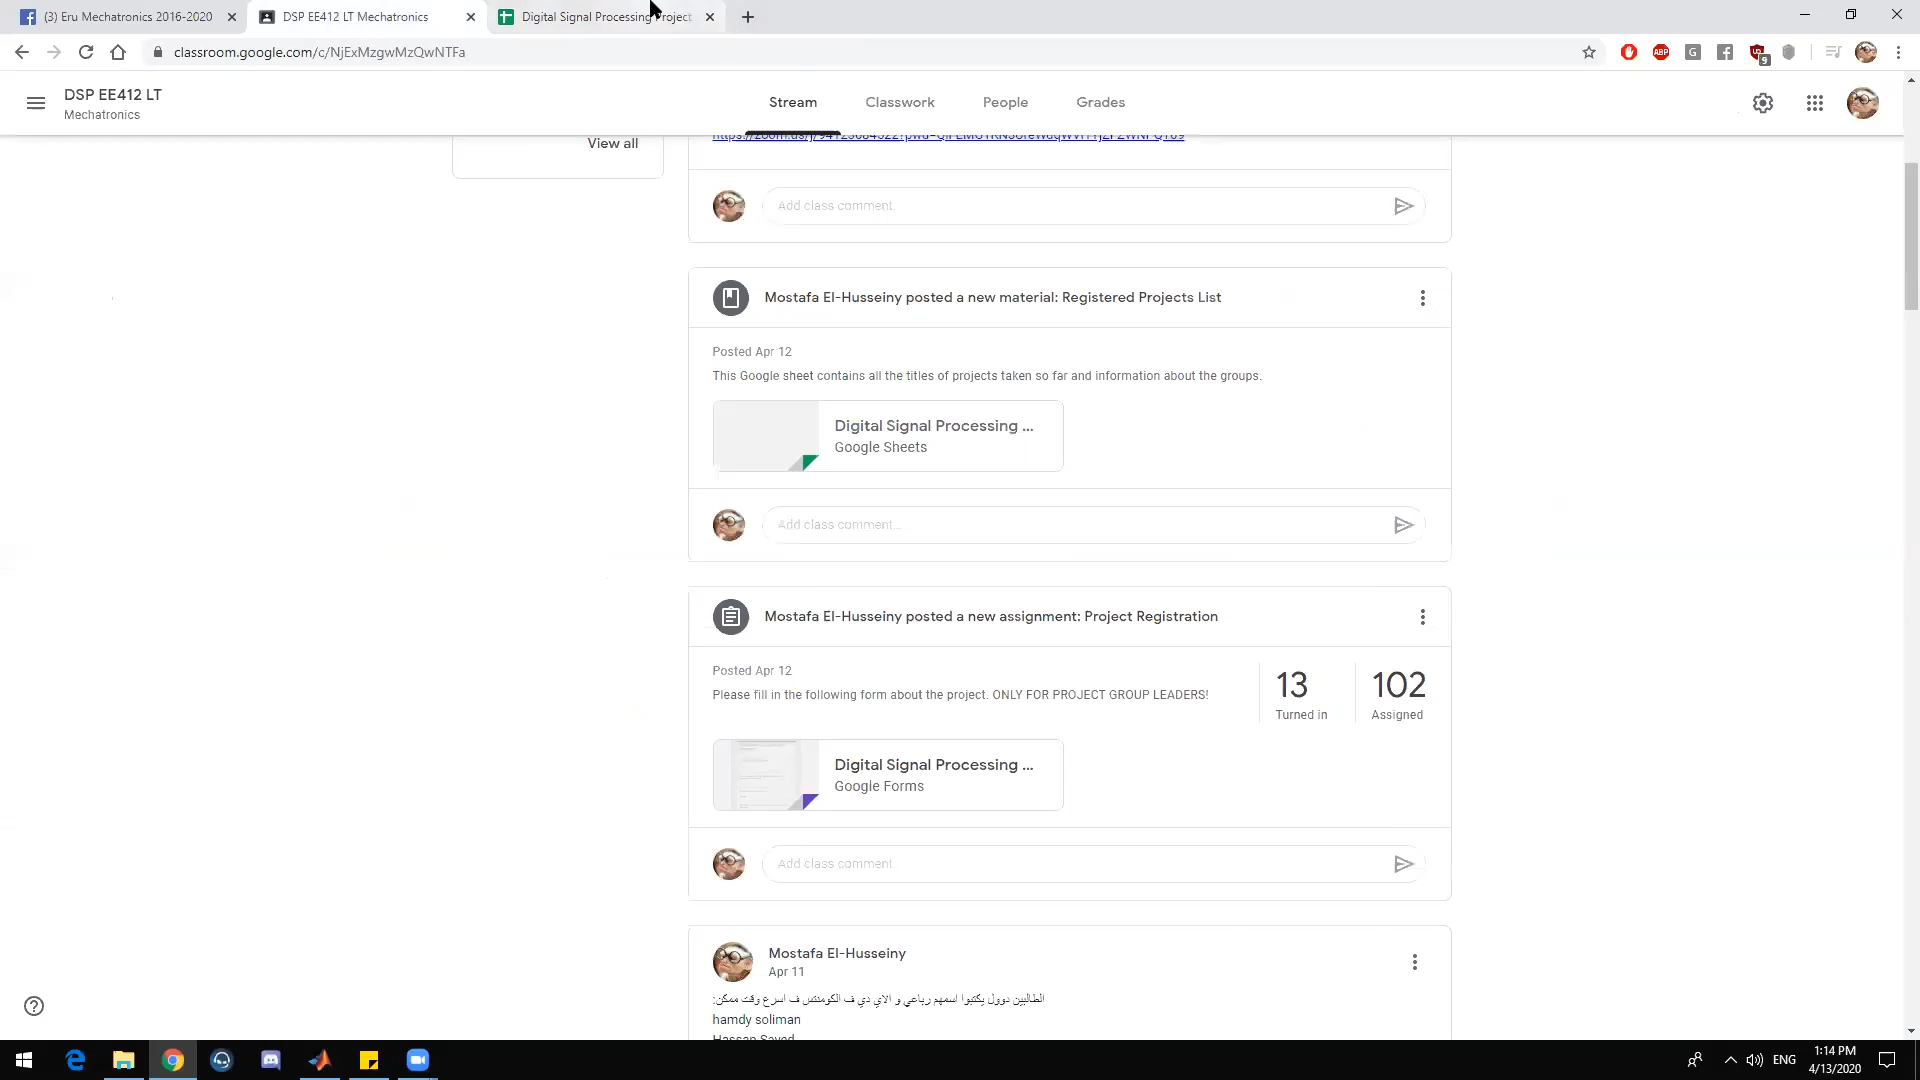 (3) Eru Mechatronics 2016-2020
DSP EE412 LT Mechatronics
Digital Signal Processing Project
classroom.google.com/c/NjExMzgwMzQwNTFa
DSP EE412 LT
Mechatronics
Stream
Classwork
People
Grades
View all
Add class comment.
Mostafa El-Husseiny posted a new material: Registered Projects List
Posted Apr 12
This Google sheet contains all the titles of projects taken so far and information about the groups.
Digital Signal Processing ...
Google Sheets
Add class comment...
Mostafa El-Husseiny posted a new assignment: Project Registration
Posted Apr 12
Please fill in the following form about the project. ONLY FOR PROJECT GROUP LEADERS!
13
Turned in
102
Assigned
Digital Signal Processing ...
Google Forms
Add class comment.
Mostafa El-Husseiny
Apr 11
الطالبين دوول يكتبوا اسمهم رباعي و الاي دي ف الكومنتس ف اسرع وقت ممكن:
hamdy soliman
Hassan Sayed
ENG
1:14 PM
4/13/2020